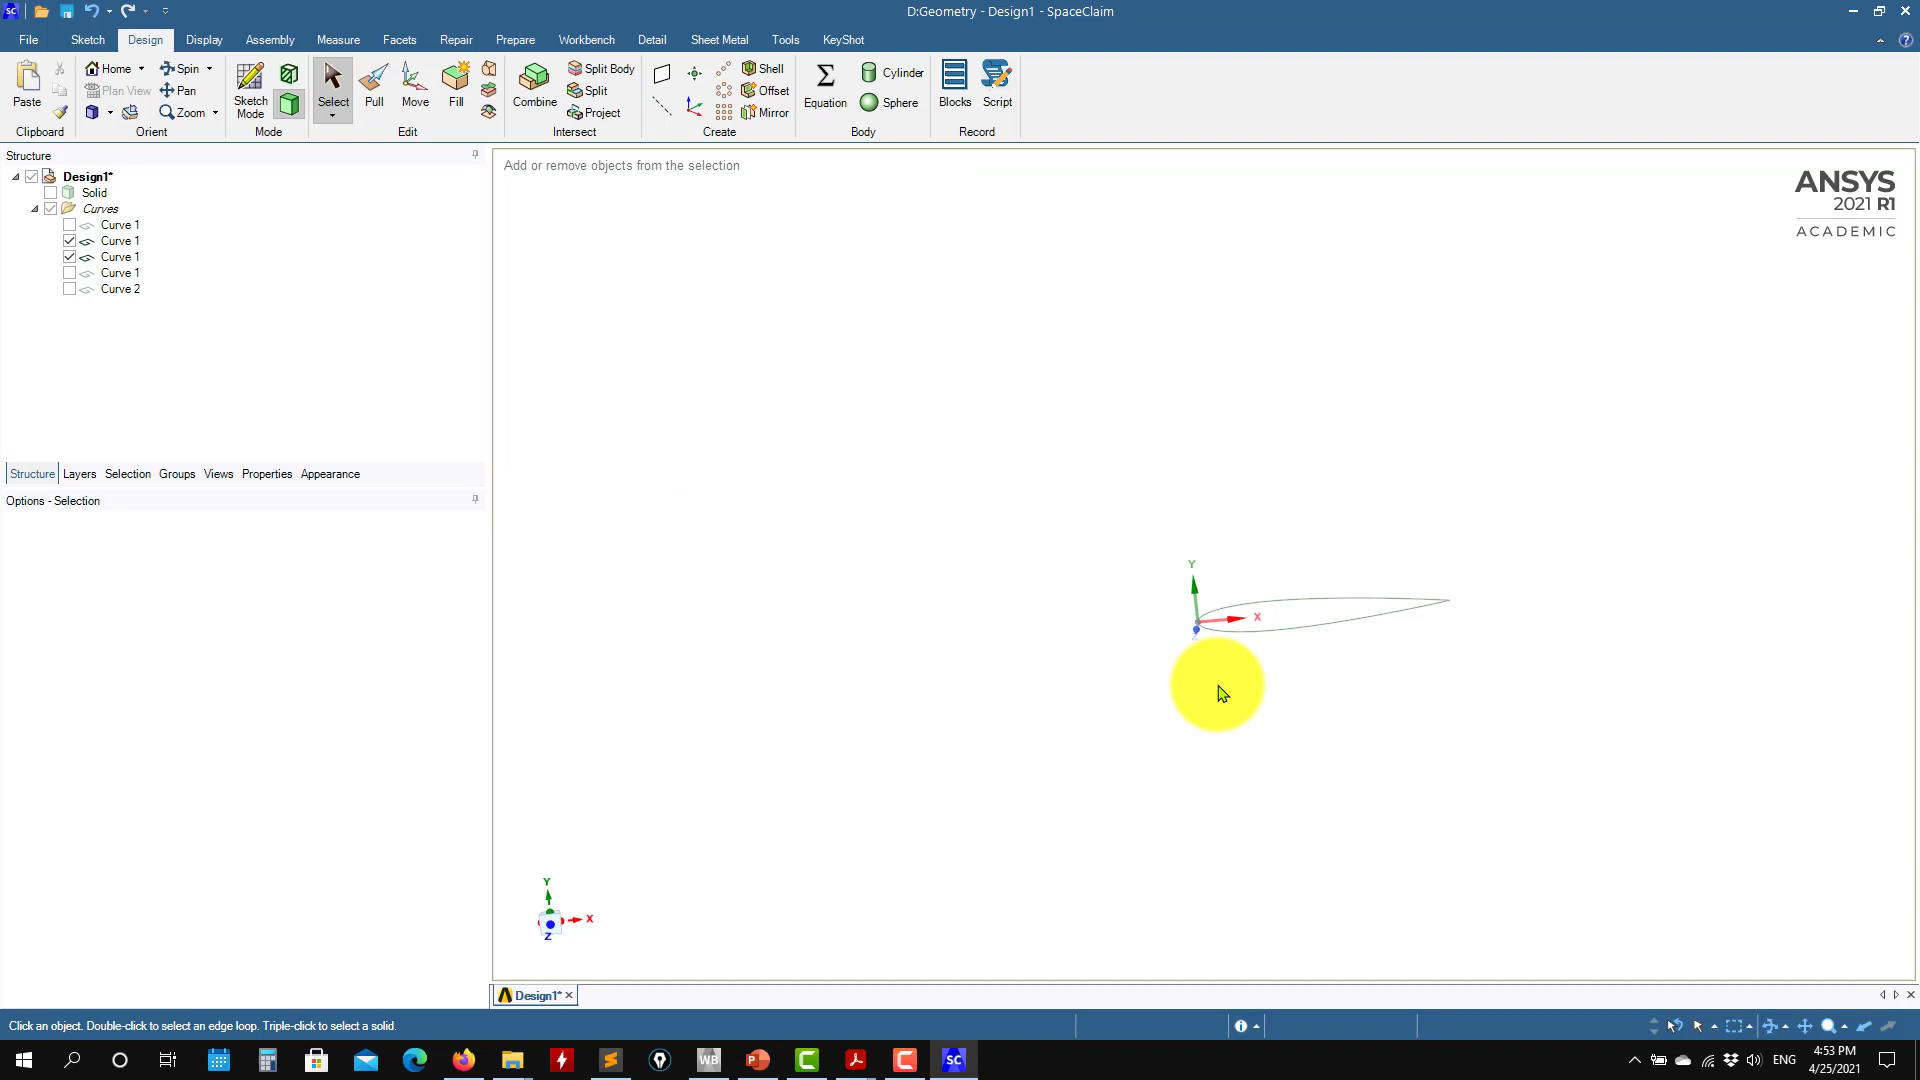 SC
D:Geometry - Design1 - SpaceClaim
File Sketch Design Display Assembly Measure Facets Repair Prepare Workbench Detail Sheet Metal Tools KeyShot
Paste
Clipboard
Home Spin
Plan View Pan
Zoom
Orient
Sketch Mode
Mode
Select Pull Move Fill
Edit
Combine
Split Body
Split
Project
Intersect
Shell
Offset
Mirror
Create
Σ
Equation
Cylinder
Sphere
Body
Blocks Script
Record
Structure
Design1*
Solid
Curves
Curve 1
Curve 1
Curve 1
Curve 1
Curve 2
Structure Layers Selection Groups Views Properties Appearance
Options - Selection
Add or remove objects from the selection
ANSYS
2021 R1
ACADEMIC
Y
X
Z
Y
X
Z
Design1*
Click an object. Double-click to select an edge loop. Triple-click to select a solid.
WB
SC
ENG
4:53 PM
4/25/2021